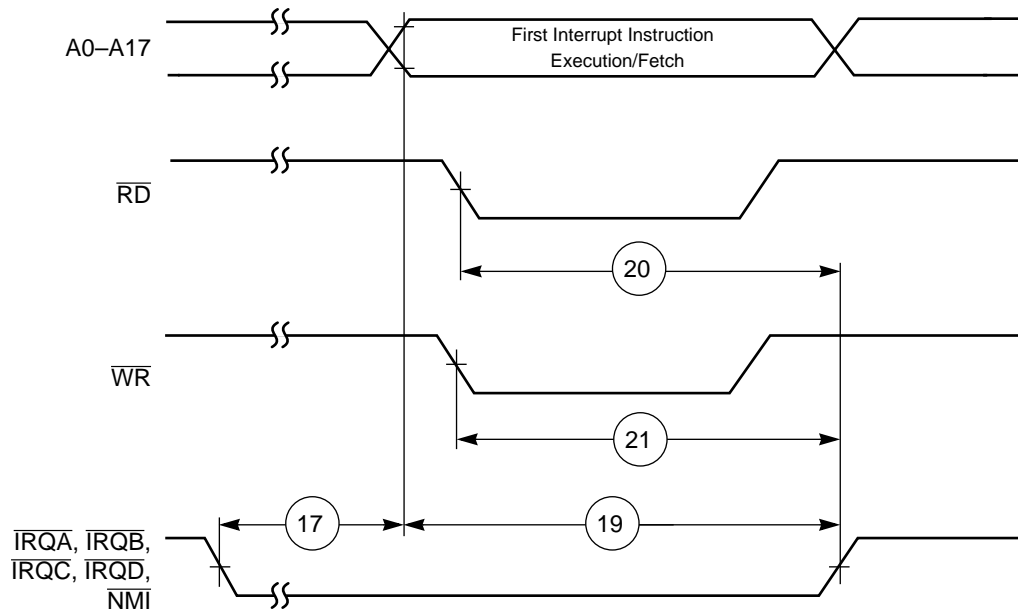 A0–A17
First Interrupt Instruction
Execution/Fetch
RD
20
WR
21
17
19
IRQA, IRQB,
IRQC, IRQD,
NMI